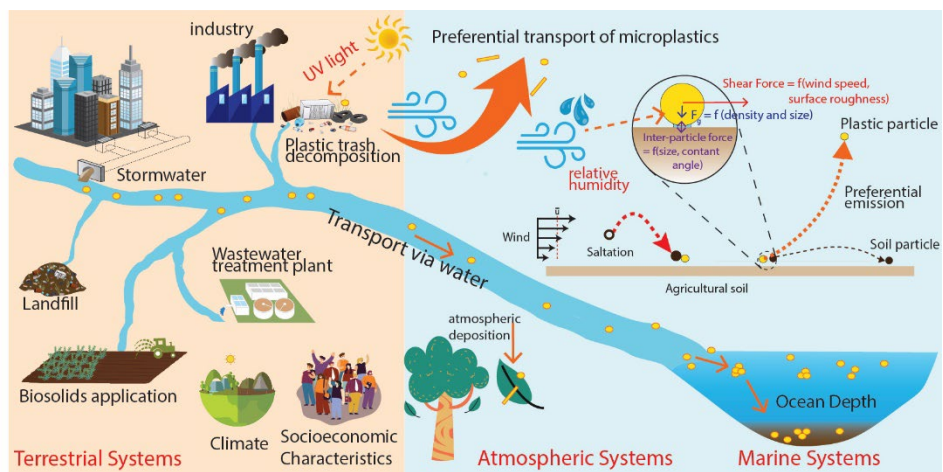 industry
UV light
Plastic trash
decomposition
Stormwater
Landfill
Wastewater
treatment plant
Biosolids application
Climate
Socioeconomic
Characteristics
Terrestrial Systems
Preferential transport of microplastics
relative
humidity
Shear Force = f(wind speed,
surface roughness)
F = f (density and size)
g
Inter-particle force
= f(size, contant
angle)
Plastic particle
Preferential
emission
Soil particle
ū
Wind
Saltation
Agricultural soil
Transport via water
atmospheric
deposition
Atmospheric Systems
Ocean Depth
Marine Systems